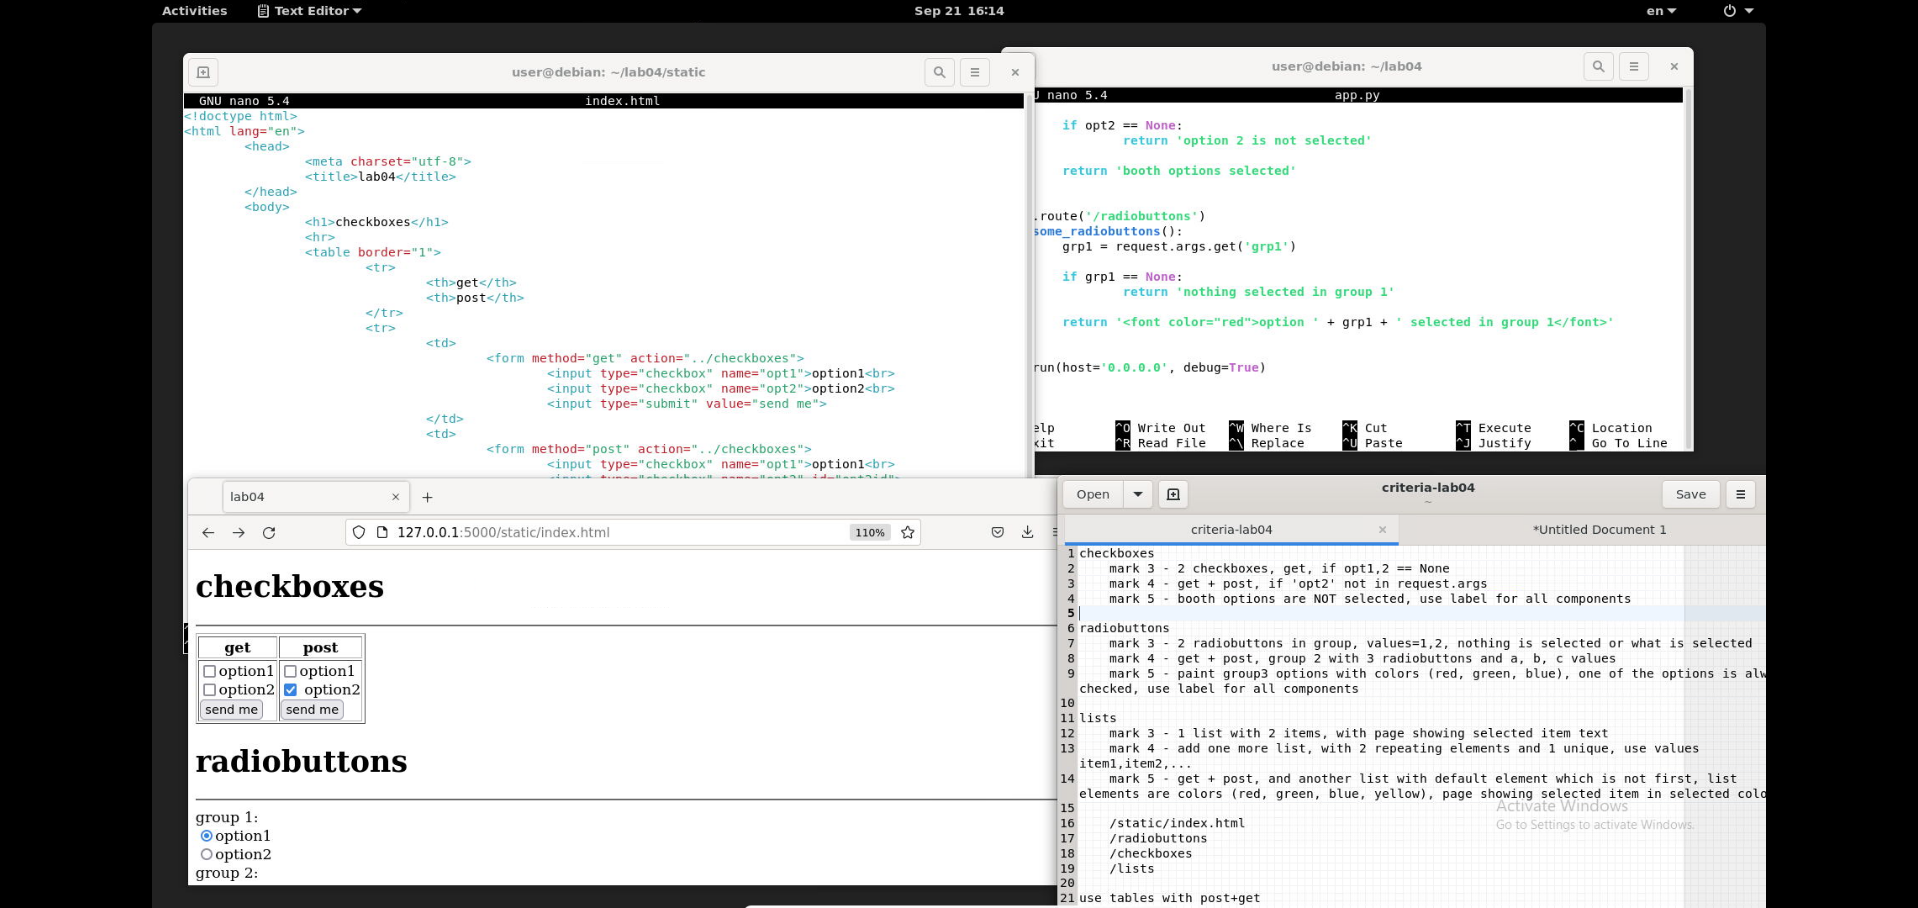 Activities
Text Editor
Sep 21 16:14
en
user@debian: ~/lab04/static
GNU nano 5.4 index.html
<!doctype html>
<html lang="en">
<head>
<meta charset="utf-8">
<title>lab04</title>
</head>
<body>
<h1>checkboxes</h1>
<hr>
<table border="1">
<tr>
<th>get</th>
<th>post</th>
</tr>
<tr>
<td>
<form method="get" action="../checkboxes">
<input type="checkbox" name="opt1">option1<br>
<input type="checkbox" name="opt2">option2<br>
<input type="submit" value="send me">
</td>
<td>
<form method="post" action="../checkboxes">
<input type="checkbox" name="opt1">option1<br>
user@debian: ~/lab04
U nano 5.4 app.py
if opt2 == None:
return 'option 2 is not selected'
return 'booth options selected'
.route('/radiobuttons')
some_radiobuttons():
grp1 = request.args.get('grp1')
if grp1 == None:
return 'nothing selected in group 1'
return '<font color="red">option ' + grp1 + ' selected in group 1</font>'
run(host='0.0.0.0', debug=True)
elp ^O Write Out ^W Where Is ^K Cut ^T Execute ^C Location
xit ^R Read File ^\ Replace ^U Paste ^J Justify ^_ Go To Line
lab04
127.0.0.1:5000/static/index.html
110%
checkboxes
get post
option1 option1
option2 option2
send me send me
radiobuttons
group 1:
option1
option2
group 2:
Open
criteria-lab04
~
Save
criteria-lab04
*Untitled Document 1
1 checkboxes
2 mark 3 - 2 checkboxes, get, if opt1,2 == None
3 mark 4 - get + post, if 'opt2' not in request.args
4 mark 5 - booth options are NOT selected, use label for all components
5
6 radiobuttons
7 mark 3 - 2 radiobuttons in group, values=1,2, nothing is selected or what is selected
8 mark 4 - get + post, group 2 with 3 radiobuttons and a, b, c values
9 mark 5 - paint group3 options with colors (red, green, blue), one of the options is alw
checked, use label for all components
10
11 lists
12 mark 3 - 1 list with 2 items, with page showing selected item text
13 mark 4 - add one more list, with 2 repeating elements and 1 unique, use values
item1,item2,...
14 mark 5 - get + post, and another list with default element which is not first, list
elements are colors (red, green, blue, yellow), page showing selected item in selected colo
15
16 /static/index.html
17 /radiobuttons
18 /checkboxes
19 /lists
20
21 use tables with post+get
Activate Windows
Go to Settings to activate Windows.